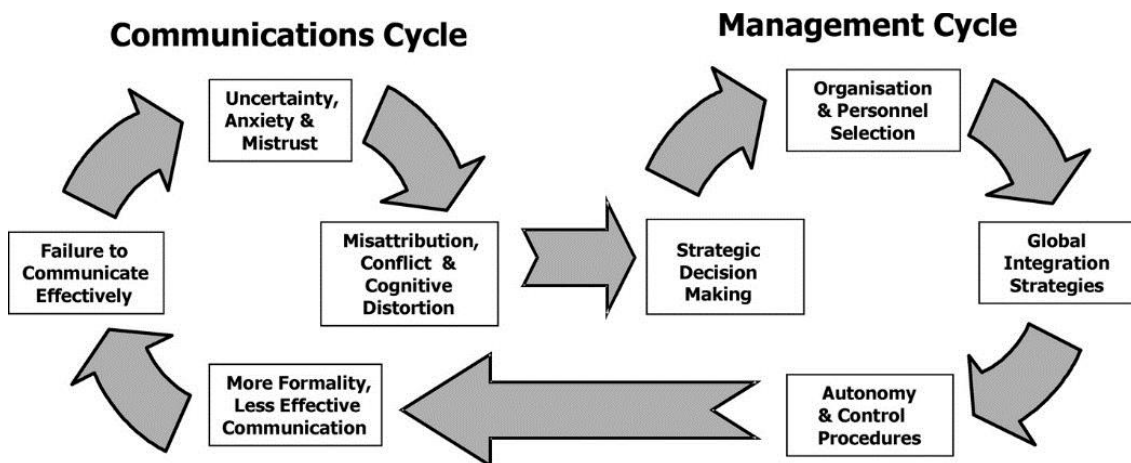 Communications Cycle
Management Cycle
Uncertainty,
Anxiety &
Mistrust
Organisation
& Personnel
Selection
Failure to
Communicate
Effectively
Misattribution,
Conflict &
Cognitive
Distortion
Strategic
Decision
Making
Global
Integration
Strategies
More Formality,
Less Effective
Communication
Autonomy
& Control
Procedures